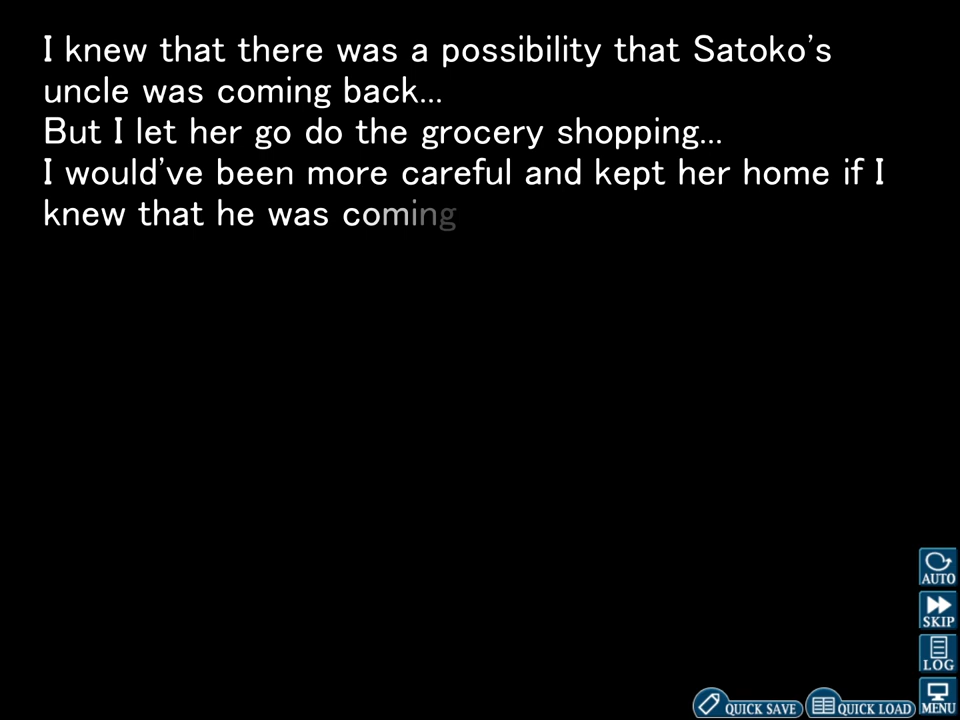 I knew that there was a possibility that Satoko's
uncle was coming back...
But I let her go do the grocery shopping...
I would've been more careful and kept her home if I
knew that he was coming
AUTO
SKIP
LOG
QUICK SAVE
QUICK LOAD
MENU